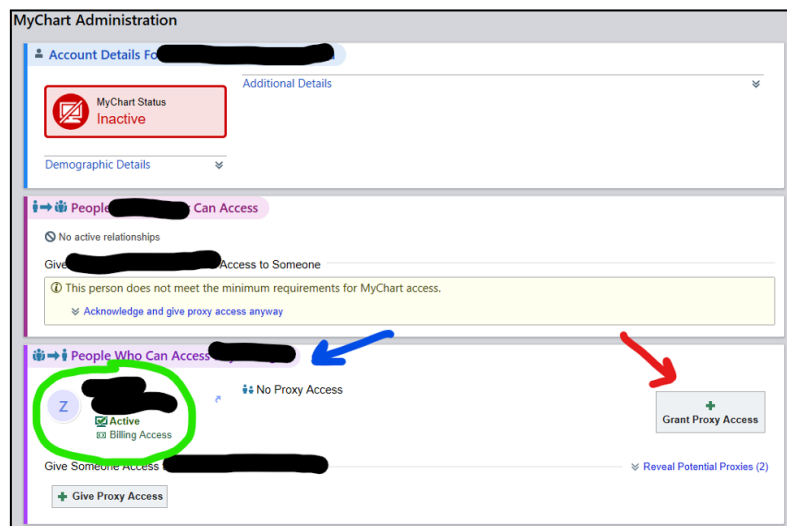 MyChart Administration
Account Details Fo
MyChart Status
Inactive
Additional Details
Demographic Details
People Can Access
No active relationships
Give Access to Someone
This person does not meet the minimum requirements for MyChart access.
Acknowledge and give proxy access anyway
People Who Can Access
Z
Active
Billing Access
No Proxy Access
Grant Proxy Access
Give Someone Access
Reveal Potential Proxies (2)
Give Proxy Access